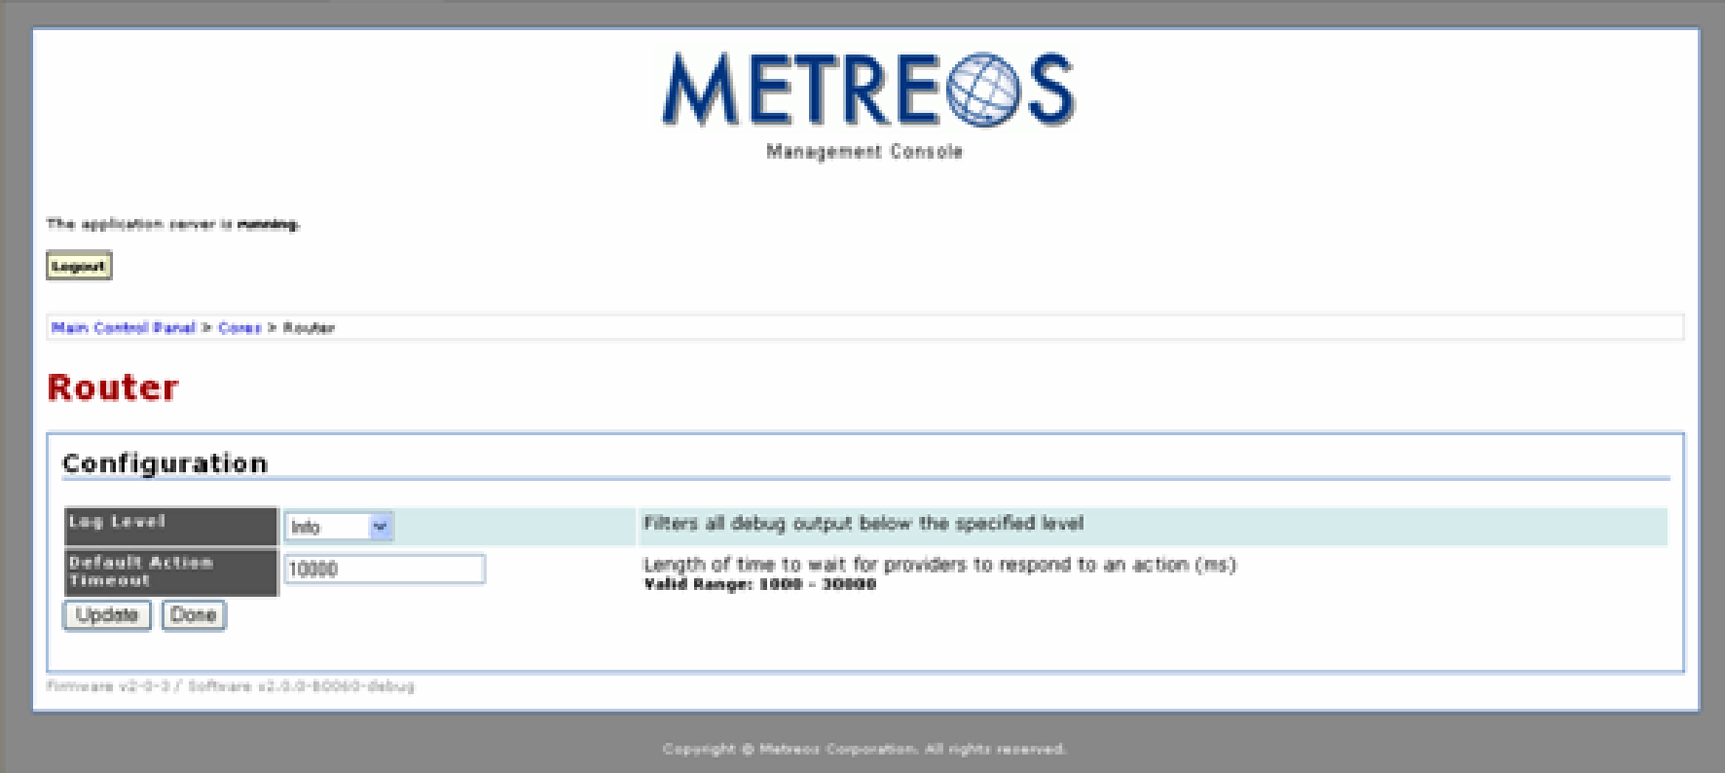 METREOS
Management Console
The application server is running.
Logout
Main Control Panel > Cores > Router
Router
Configuration
Log Level Info Filters all debug output below the specified level
Default Action Timeout 10000 Length of time to wait for providers to respond to an action (ms)
Valid Range: 1000 - 30000
Update Done
Firmware v2-0-3 / Software v2.0.0-B0060-debug
Copyright © Metreos Corporation. All rights reserved.